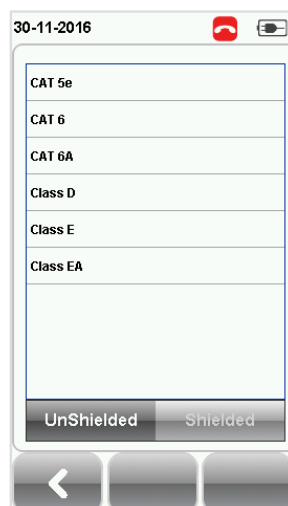 30-11-2016
CAT 5e
CAT 6
CAT 6A
Class D
Class E
Class EA
UnShielded Shielded